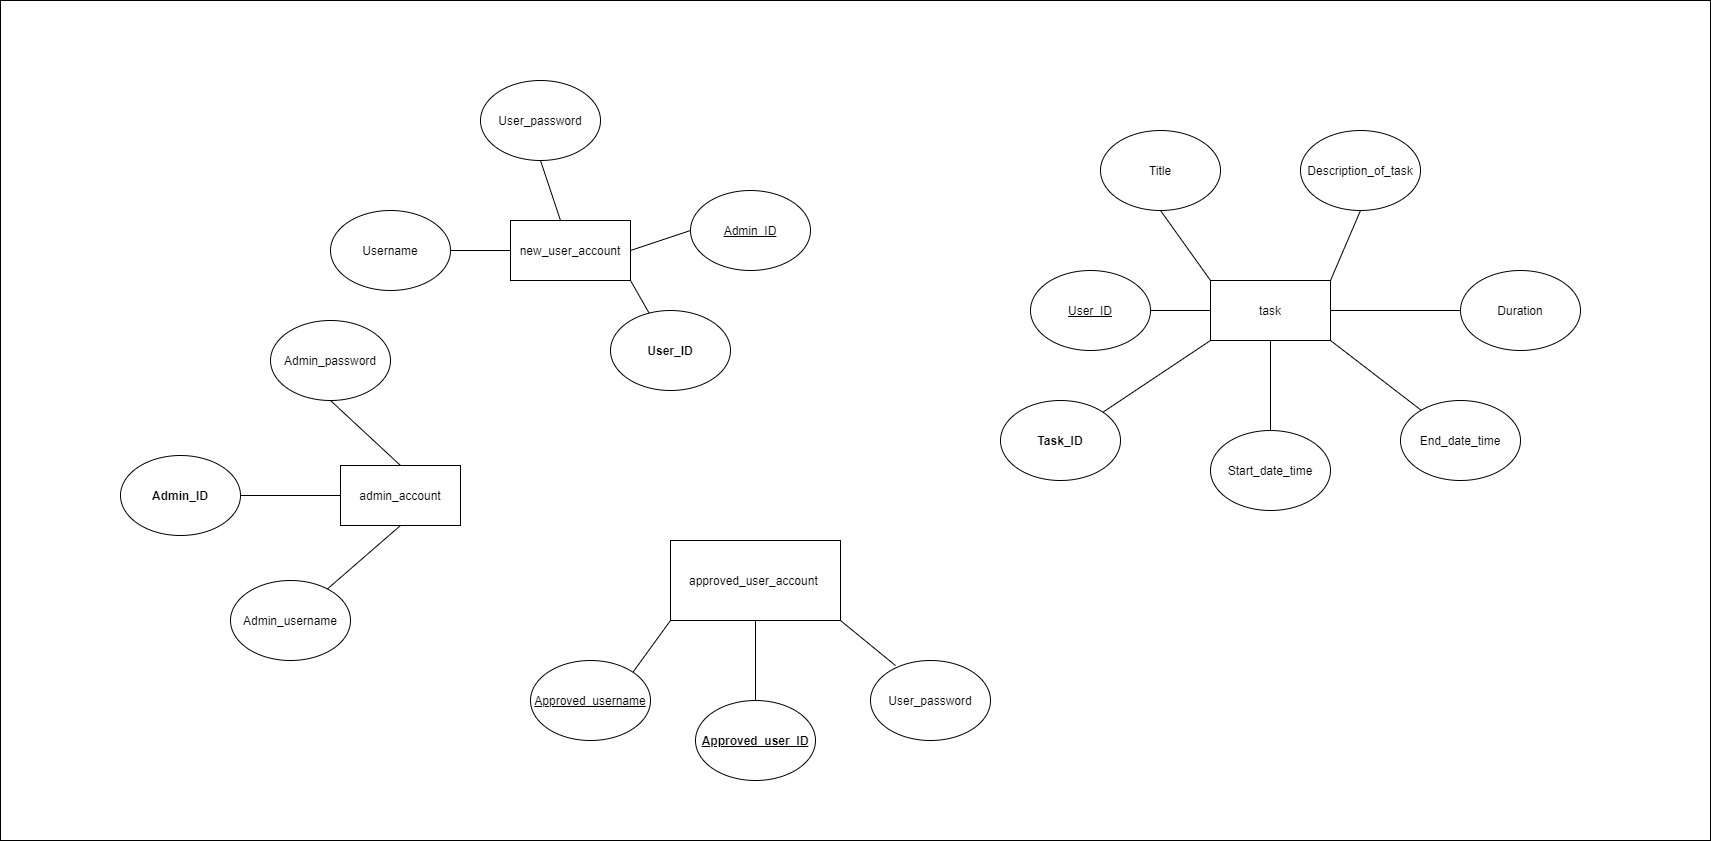 User_password
Username
new_user_account
Admin_ID
User_ID
Admin_password
Admin_ID
admin_account
Admin_username
approved_user_account
Approved_username
Approved_user_ID
User_password
Title
Description_of_task
User_ID
task
Duration
Task_ID
Start_date_time
End_date_time